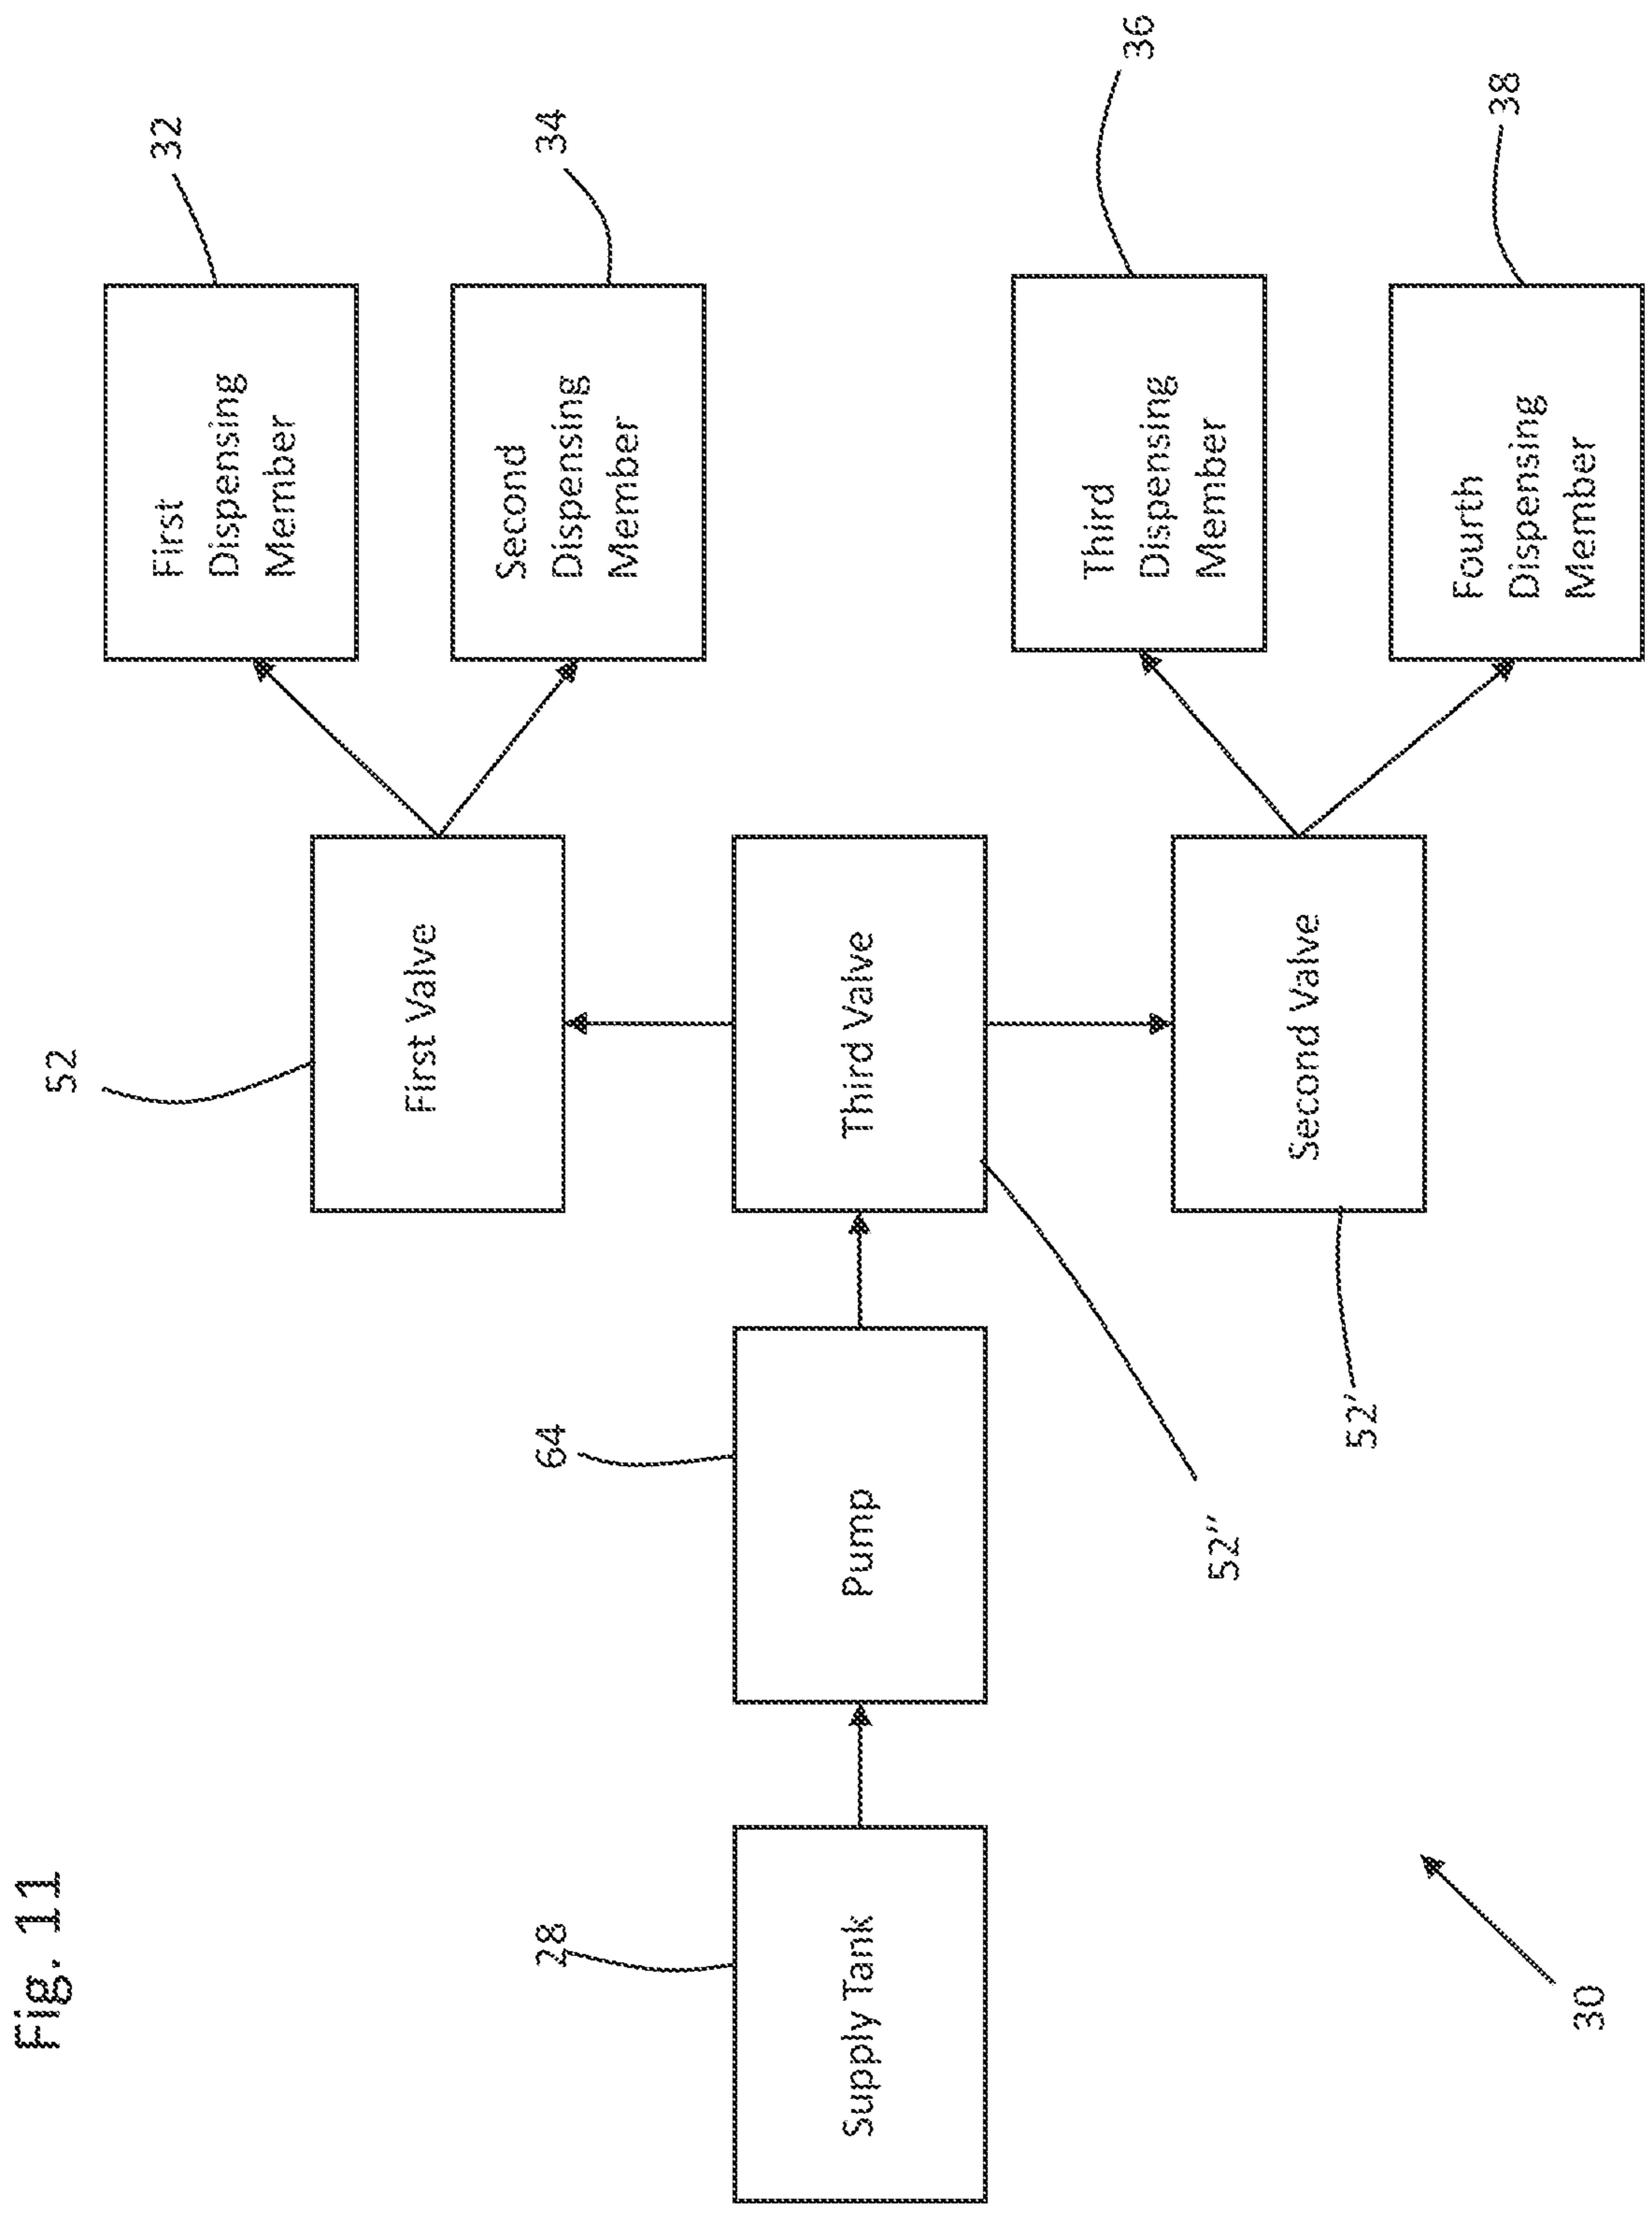 Fig. 11
52
32
First
Dispensing
Member
First Valve
34
Second
Dispensing
Member
28
64
Supply Tank
Pump
Third Valve
52''
36
Third
Dispensing
Member
Second Valve
52'
38
Fourth
Dispensing
Member
30